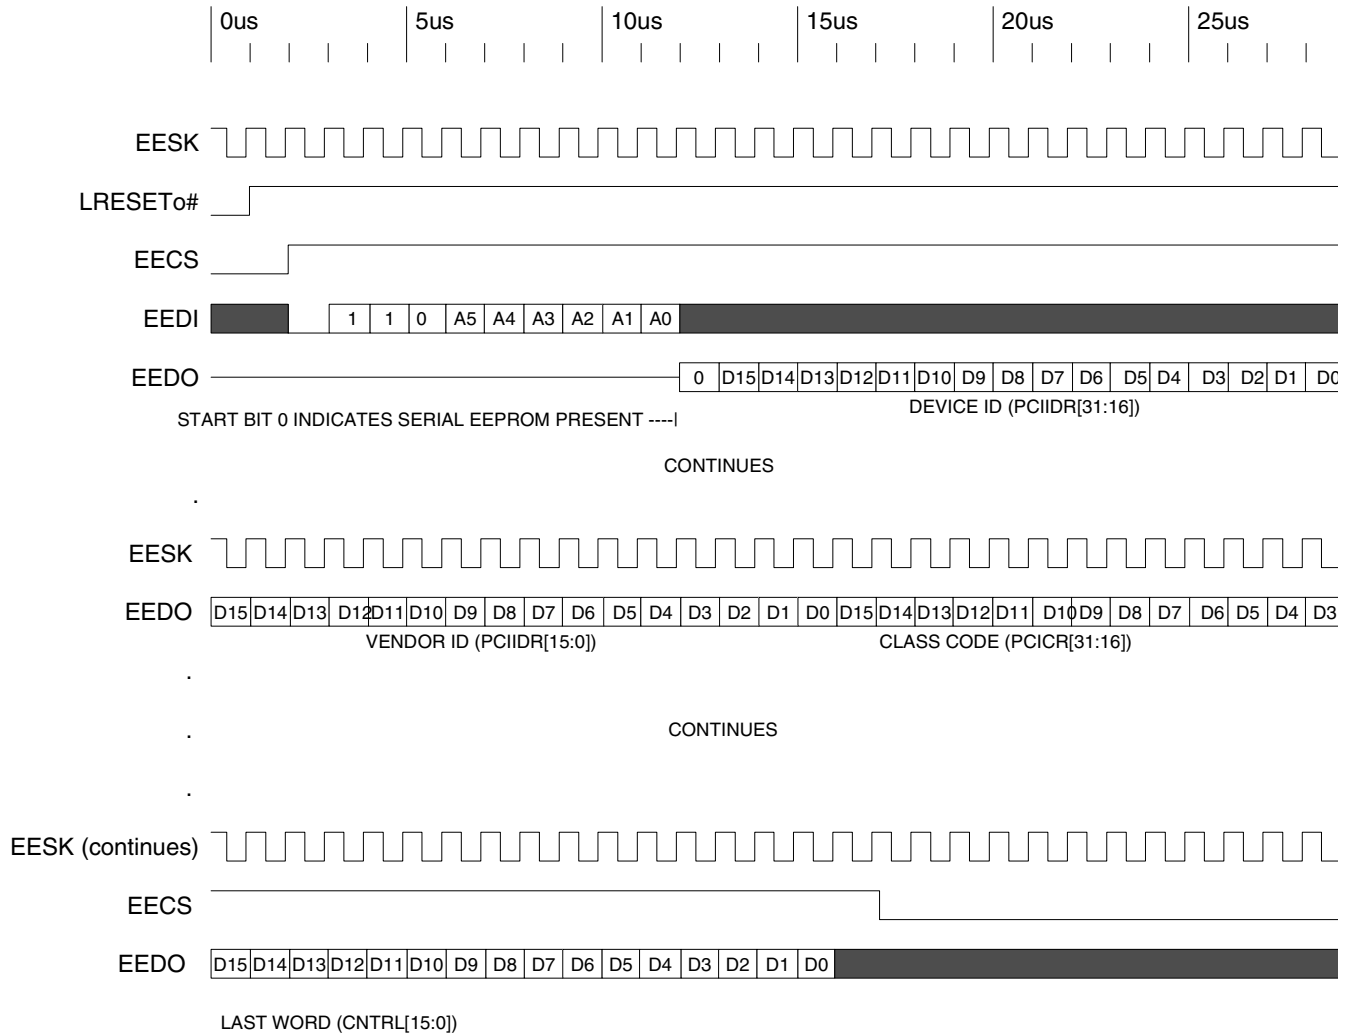 0us 5us 10us 15us 20us 25us
EESK
LRESETo#
EECS
EEDI 1 1 0 A5 A4 A3 A2 A1 A0
EEDO 0 D15 D14 D13 D12 D11 D10 D9 D8 D7 D6 D5 D4 D3 D2 D1 D0
DEVICE ID (PCIIDR[31:16])
START BIT 0 INDICATES SERIAL EEPROM PRESENT ----|
CONTINUES
.
EESK
EEDO D15 D14 D13 D12 D11 D10 D9 D8 D7 D6 D5 D4 D3 D2 D1 D0 D15 D14 D13 D12 D11 D10 D9 D8 D7 D6 D5 D4 D3
VENDOR ID (PCIIDR[15:0]) CLASS CODE (PCICR[31:16])
.
. CONTINUES
.
EESK (continues)
EECS
EEDO D15 D14 D13 D12 D11 D10 D9 D8 D7 D6 D5 D4 D3 D2 D1 D0
LAST WORD (CNTRL[15:0])